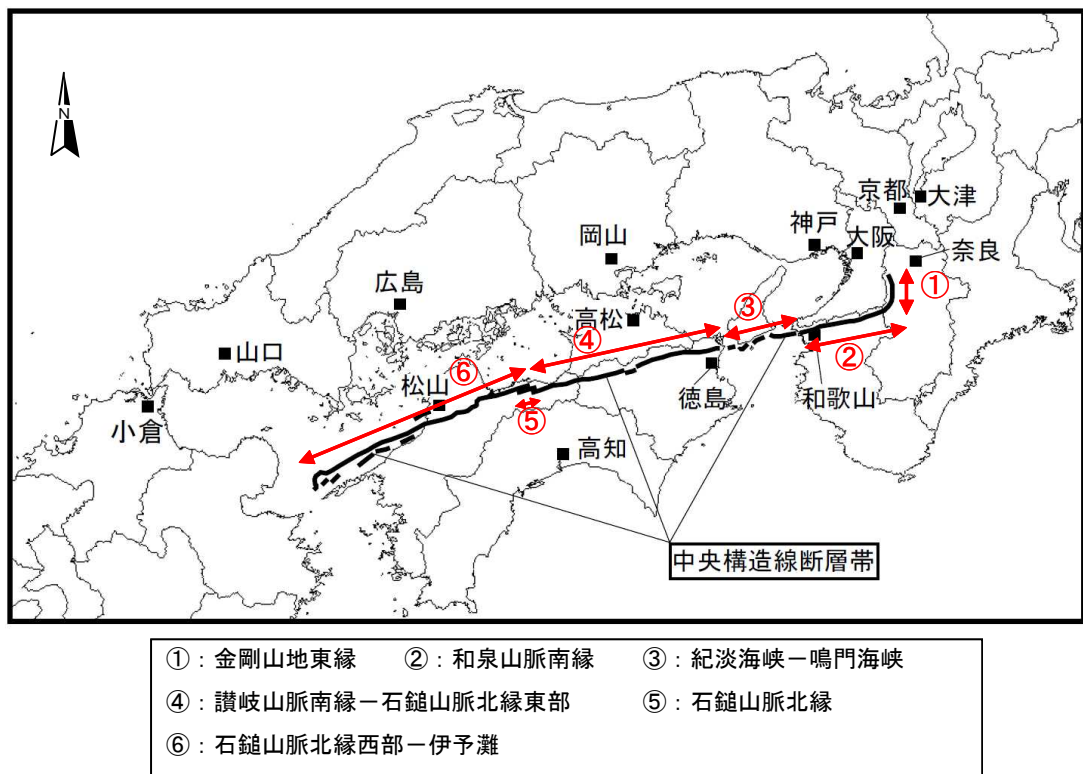 N
京都
大津
神戸
大阪
奈良
岡山
①
広島
③
高松
④
②
山口
⑥
松山
和歌山
徳島
小倉
⑤
高知
中央構造線断層帯
①：金剛山地東縁 ②：和泉山脈南縁 ③：紀淡海峡－鳴門海峡
④：讃岐山脈南縁－石鎚山脈北縁東部 ⑤：石鎚山脈北縁
⑥：石鎚山脈北縁西部－伊予灘